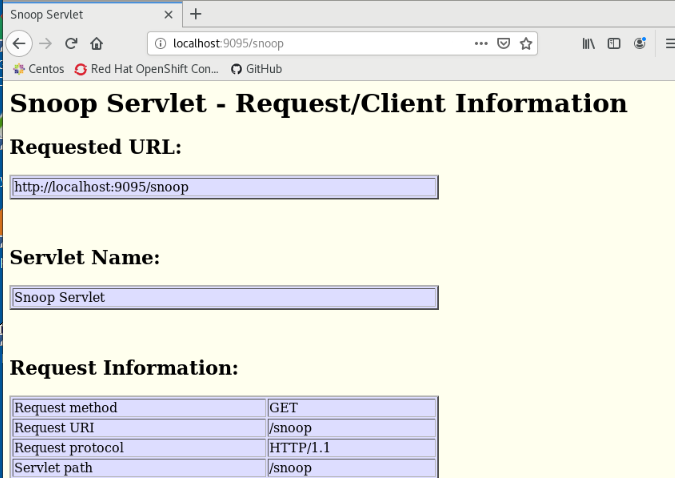 Snoop Servlet
localhost:9095/snoop
Centos
Red Hat OpenShift Con...
GitHub
Snoop Servlet - Request/Client Information
Requested URL:
http://localhost:9095/snoop
Servlet Name:
Snoop Servlet
Request Information:
Request method GET
Request URI /snoop
Request protocol HTTP/1.1
Servlet path /snoop